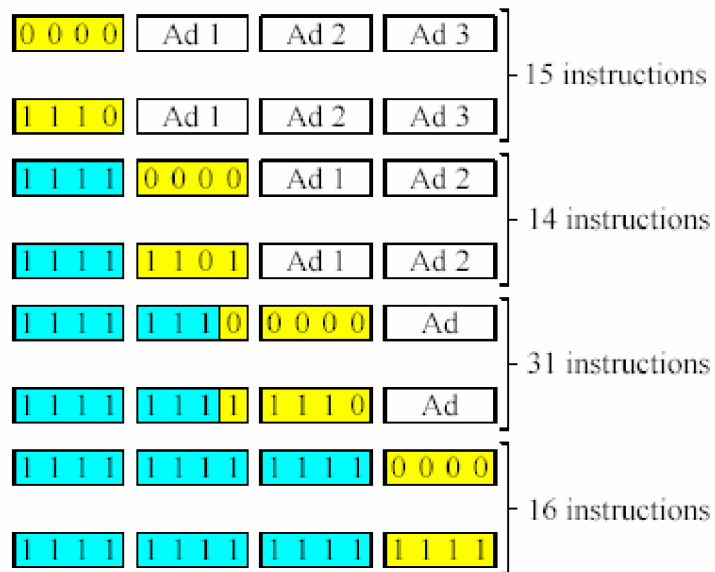 0 0 0 0 Ad 1 Ad 2 Ad 3
15 instructions
1 1 1 0 Ad 1 Ad 2 Ad 3
1 1 1 1 0 0 0 0 Ad 1 Ad 2
14 instructions
1 1 1 1 1 1 0 1 Ad 1 Ad 2
1 1 1 1 1 1 1 0 0 0 0 0 Ad
31 instructions
1 1 1 1 1 1 1 1 1 1 1 0 Ad
1 1 1 1 1 1 1 1 1 1 1 1 0 0 0 0
16 instructions
1 1 1 1 1 1 1 1 1 1 1 1 1 1 1 1